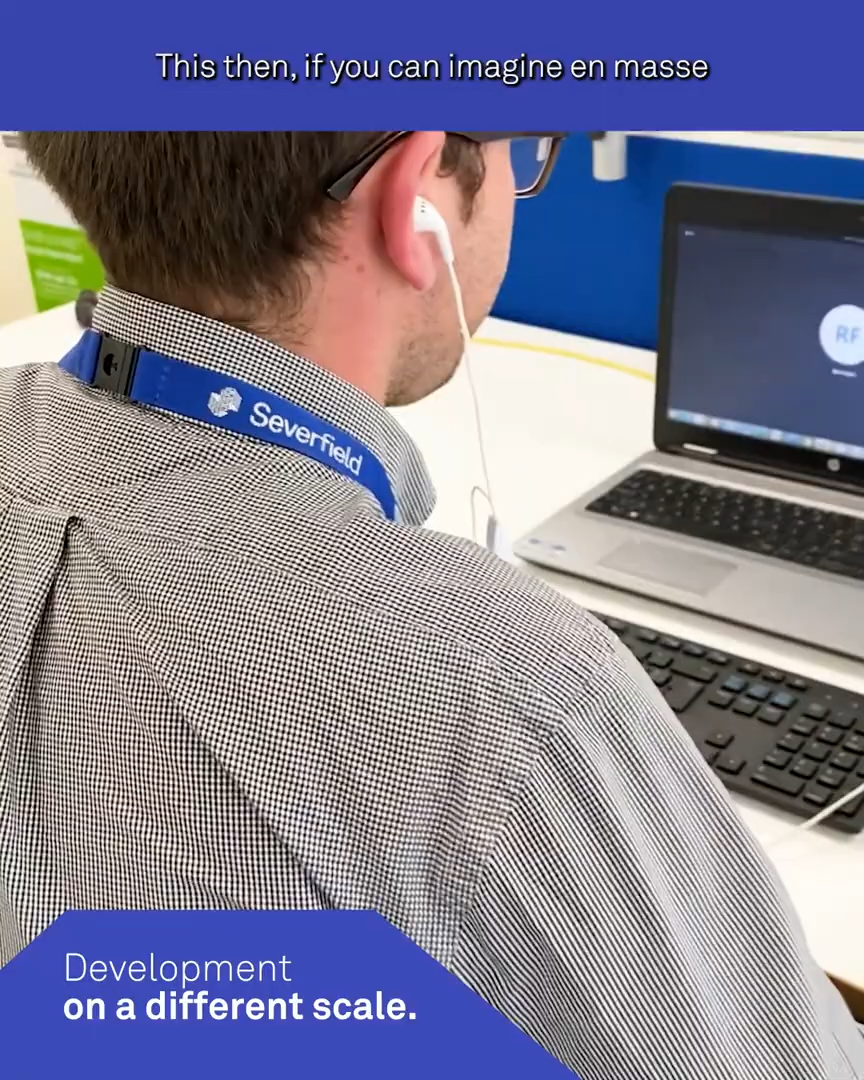 This then, if you can imagine en masse
RF
Severfield
Development
on a different scale.